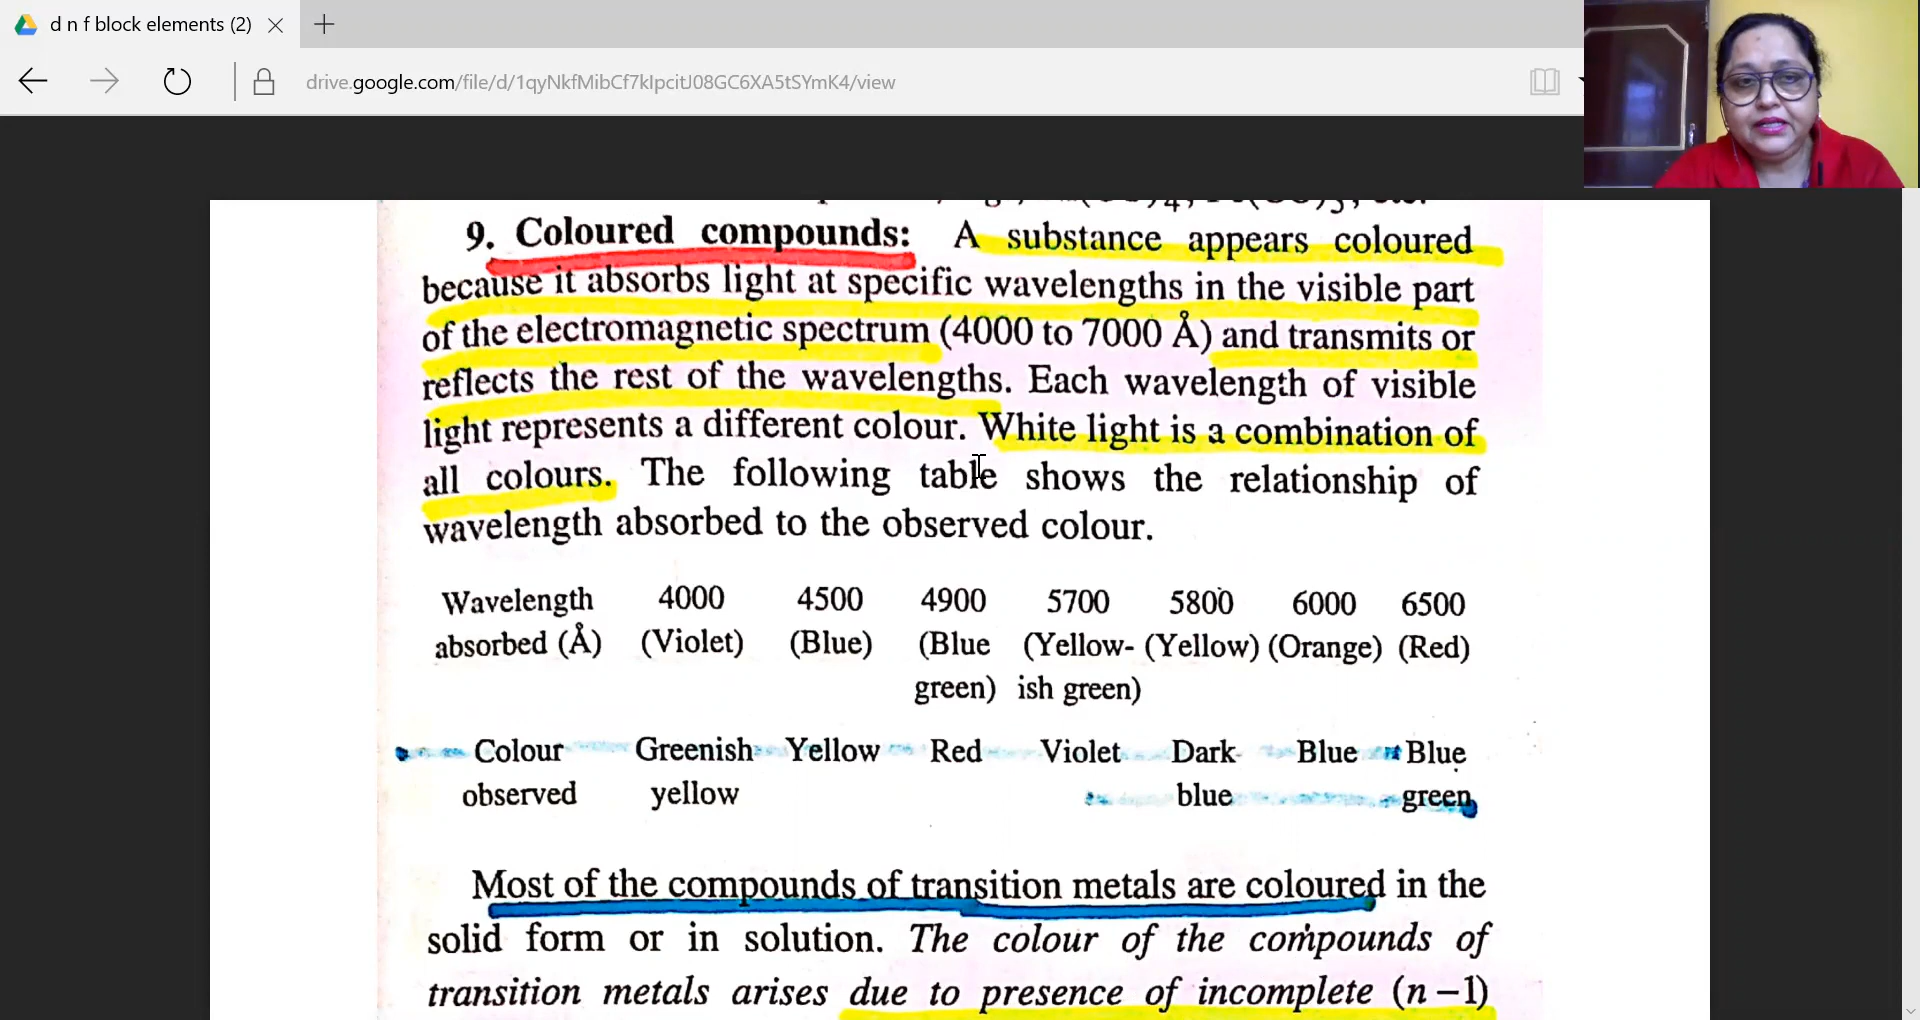 d n f block elements (2)
drive.google.com/file/d/1qyNkfMibCf7kIpcitJ08GC6XA5tSYmK4/view
9. Coloured compounds: A substance appears coloured
because it absorbs light at specific wavelengths in the visible part
of the electromagnetic spectrum (4000 to 7000 Å) and transmits or
reflects the rest of the wavelengths. Each wavelength of visible
light represents a different colour. White light is a combination of
all colours. The following table shows the relationship of
wavelength absorbed to the observed colour.
Wavelength 4000 4500 4900 5700 5800 6000 6500
absorbed (Å) (Violet) (Blue) (Blue (Yellow- (Yellow) (Orange) (Red)
green) ish green)
Colour Greenish Yellow Red Violet Dark Blue Blue
observed yellow blue green
Most of the compounds of transition metals are coloured in the
solid form or in solution. The colour of the compounds of
transition metals arises due to presence of incomplete (n–1)